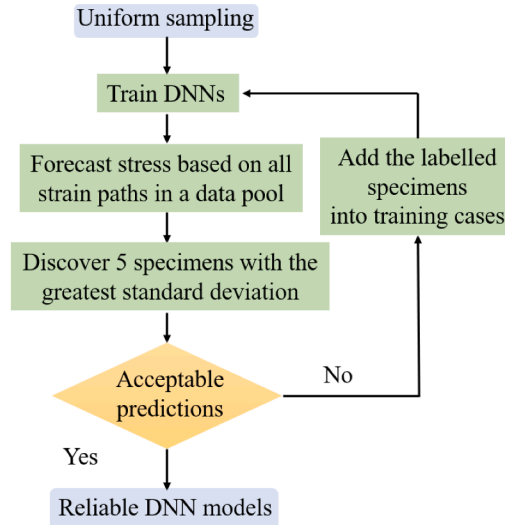 Uniform sampling
Train DNNs
Forecast stress based on all
strain paths in a data pool
Add the labelled
specimens
into training cases
Discover 5 specimens with the
greatest standard deviation
Acceptable
predictions
No
Yes
Reliable DNN models